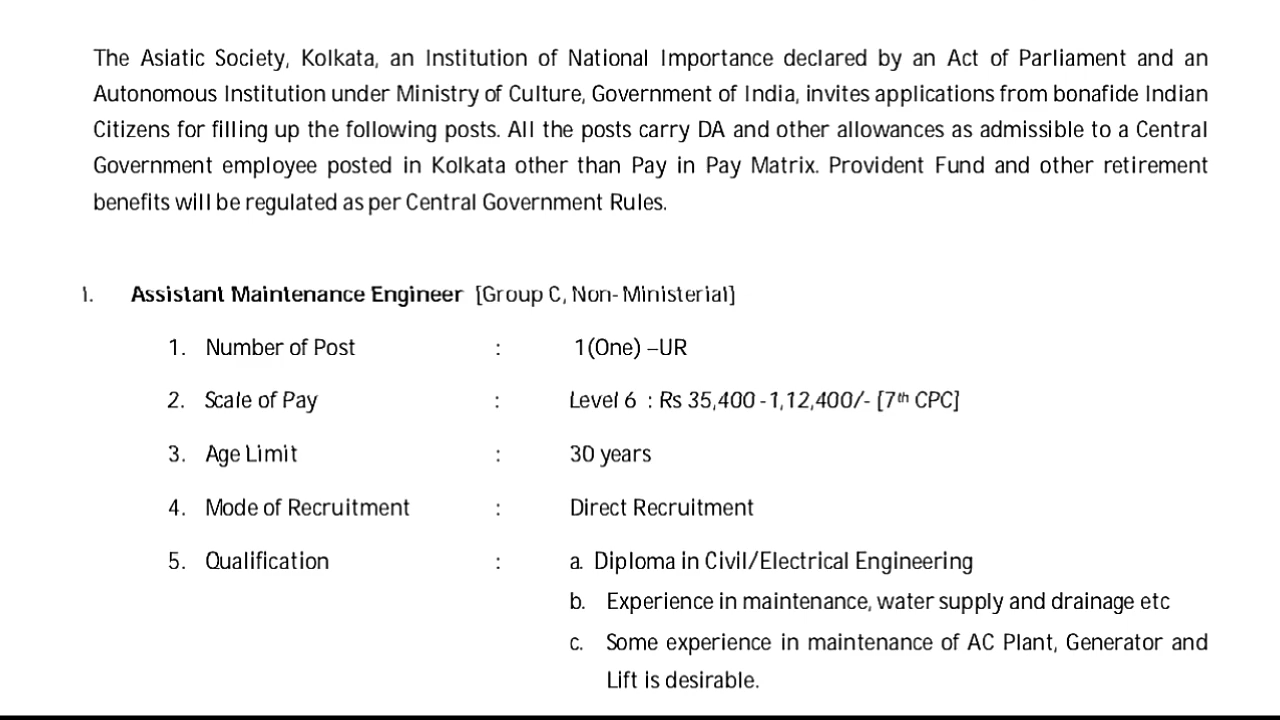 The Asiatic Society, Kolkata, an Institution of National Importance declared by an Act of Parliament and an
Autonomous Institution under Ministry of Culture, Government of India, invites applications from bonafide Indian
Citizens for filling up the following posts. All the posts carry DA and other allowances as admissible to a Central
Government employee posted in Kolkata other than Pay in Pay Matrix. Provident Fund and other retirement
benefits will be regulated as per Central Government Rules.
1. Assistant Maintenance Engineer [Group C, Non- Ministerial]
1. Number of Post : 1(One) –UR
2. Scale of Pay : Level 6 : Rs 35,400 -1,12,400/- [7th CPC]
3. Age Limit : 30 years
4. Mode of Recruitment : Direct Recruitment
5. Qualification : a. Diploma in Civil/Electrical Engineering
b. Experience in maintenance, water supply and drainage etc
c. Some experience in maintenance of AC Plant, Generator and
Lift is desirable.